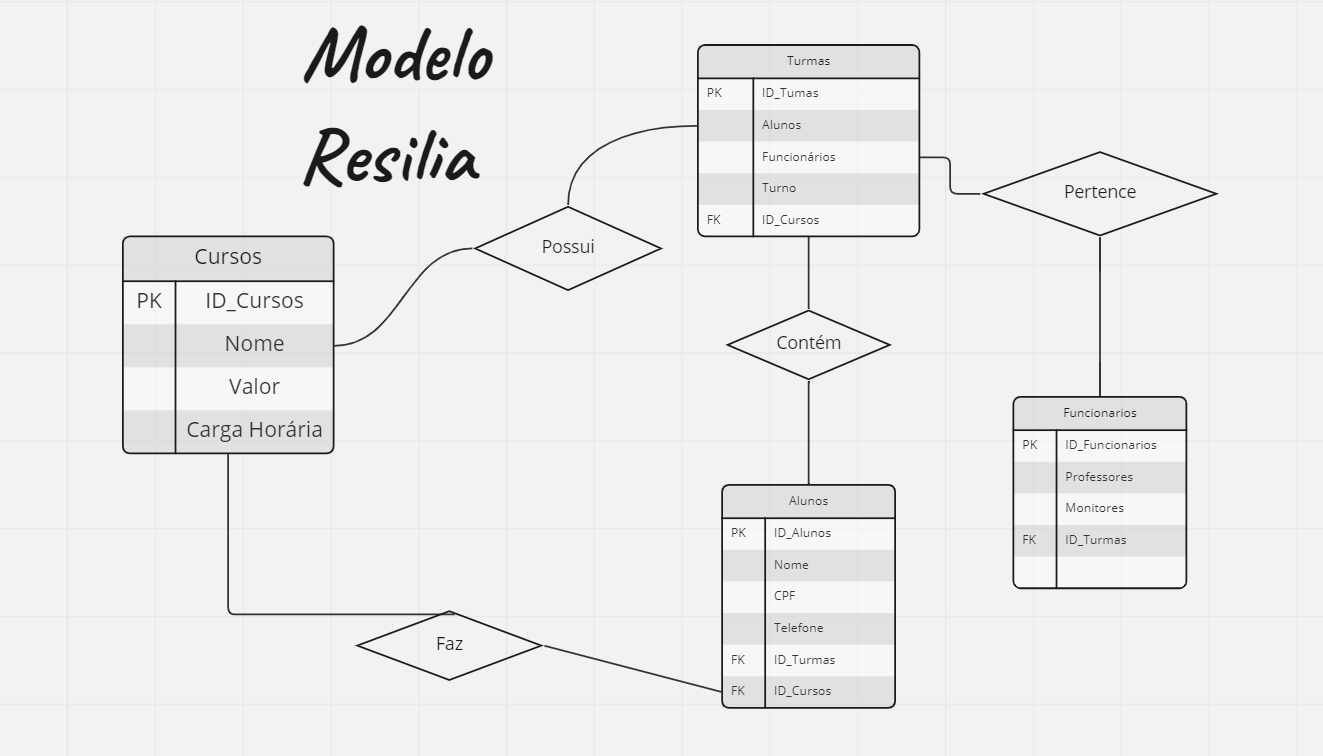 Modelo
Resilia
Turmas
PK ID_Tumas
Alunos
Funcionários
Turno
FK ID_Cursos
Possui
Pertence
Cursos
PK ID_Cursos
Nome
Valor
Carga Horária
Contém
Funcionarios
PK ID_Funcionarios
Professores
Monitores
FK ID_Turmas
Alunos
PK ID_Alunos
Nome
CPF
Telefone
FK ID_Turmas
FK ID_Cursos
Faz